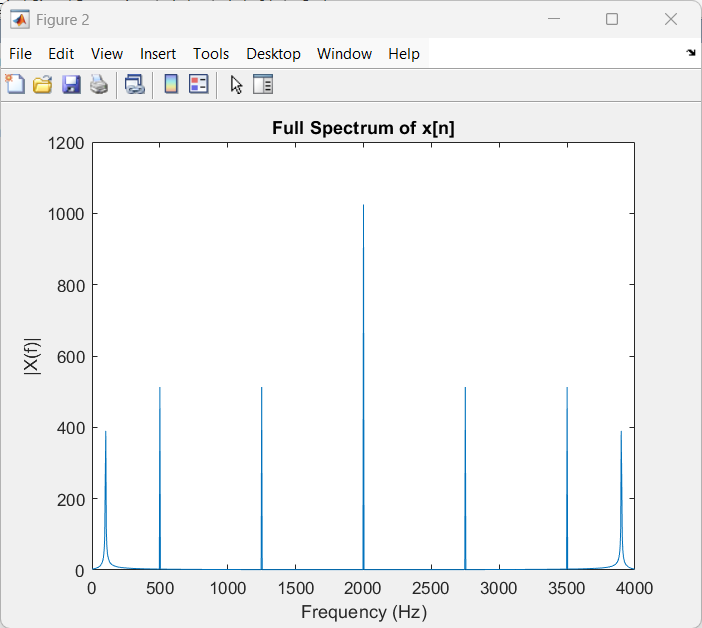 Figure 2
File Edit View Insert Tools Desktop Window Help
Full Spectrum of x[n]
1200
1000
800
600
400
200
0
|X(f)|
0 500 1000 1500 2000 2500 3000 3500 4000
Frequency (Hz)